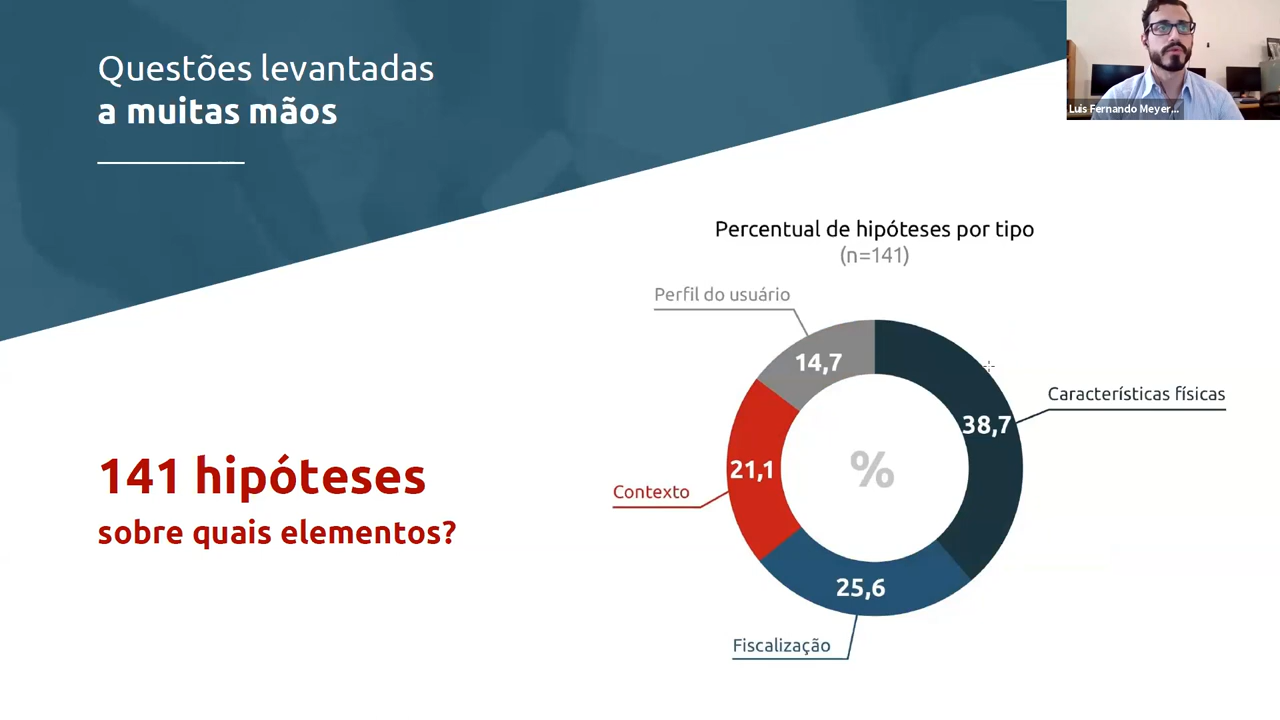 Questões levantadas
a muitas mãos
Luis Fernando Meyer...
Percentual de hipóteses por tipo
(n=141)
Perfil do usuário
14,7
Características físicas
38,7
%
21,1
Contexto
25,6
Fiscalização
141 hipóteses
sobre quais elementos?